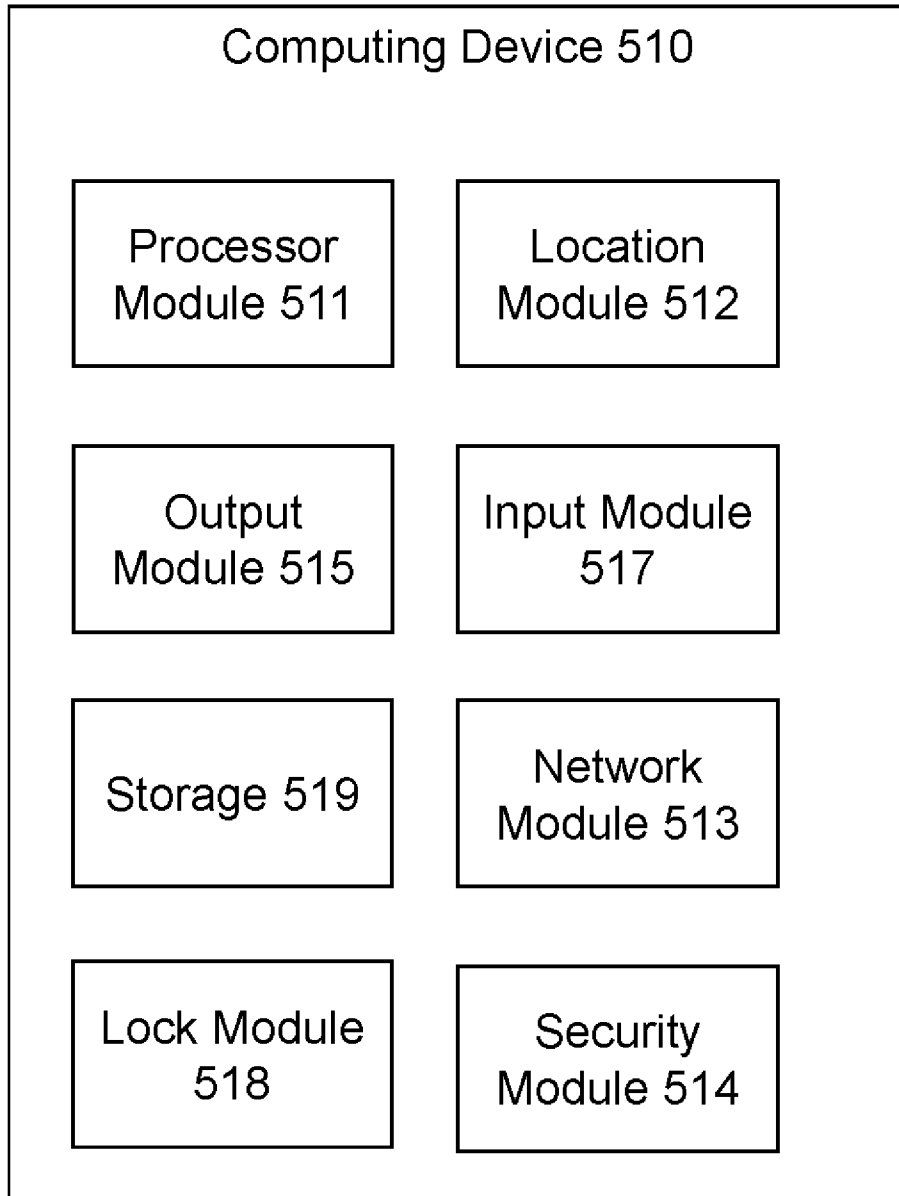 Computing Device 510
Processor
Module 511
Location
Module 512
Output
Module 515
Input Module
517
Storage 519
Network
Module 513
Lock Module
518
Security
Module 514